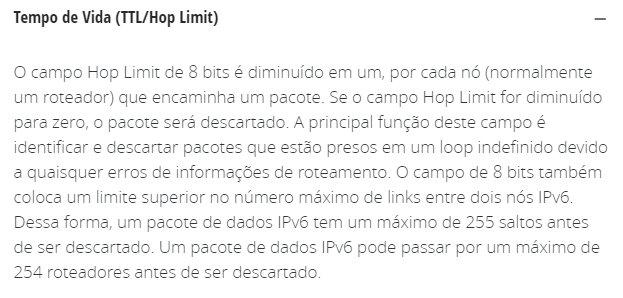 Tempo de Vida (TTL/Hop Limit)
O campo Hop Limit de 8 bits é diminuído em um, por cada nó (normalmente
um roteador) que encaminha um pacote. Se o campo Hop Limit for diminuído
para zero, o pacote será descartado. A principal função deste campo é
identificar e descartar pacotes que estão presos em um loop indefinido devido
a quaisquer erros de informações de roteamento. O campo de 8 bits também
coloca um limite superior no número máximo de links entre dois nós IPv6.
Dessa forma, um pacote de dados IPv6 tem um máximo de 255 saltos antes
de ser descartado. Um pacote de dados IPv6 pode passar por um máximo de
254 roteadores antes de ser descartado.